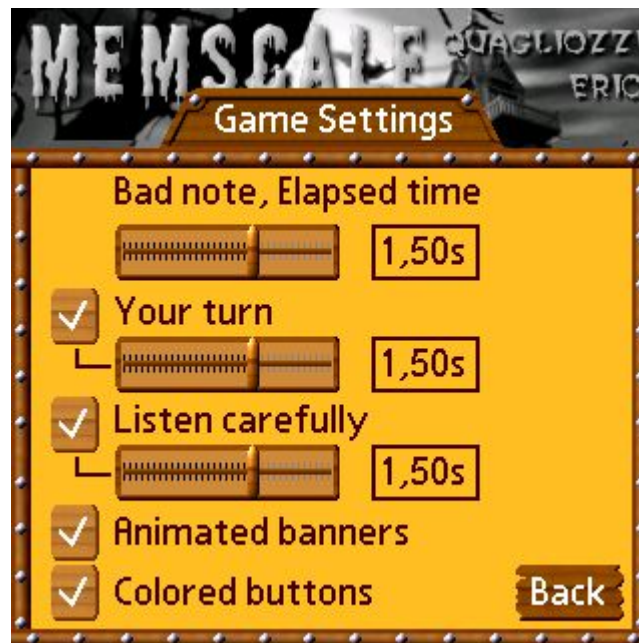 MEMSCALE
QUAGLIOZZI
ERIC
Game Settings
Bad note, Elapsed time
1,50s
Your turn
1,50s
Listen carefully
1,50s
Animated banners
Colored buttons
Back